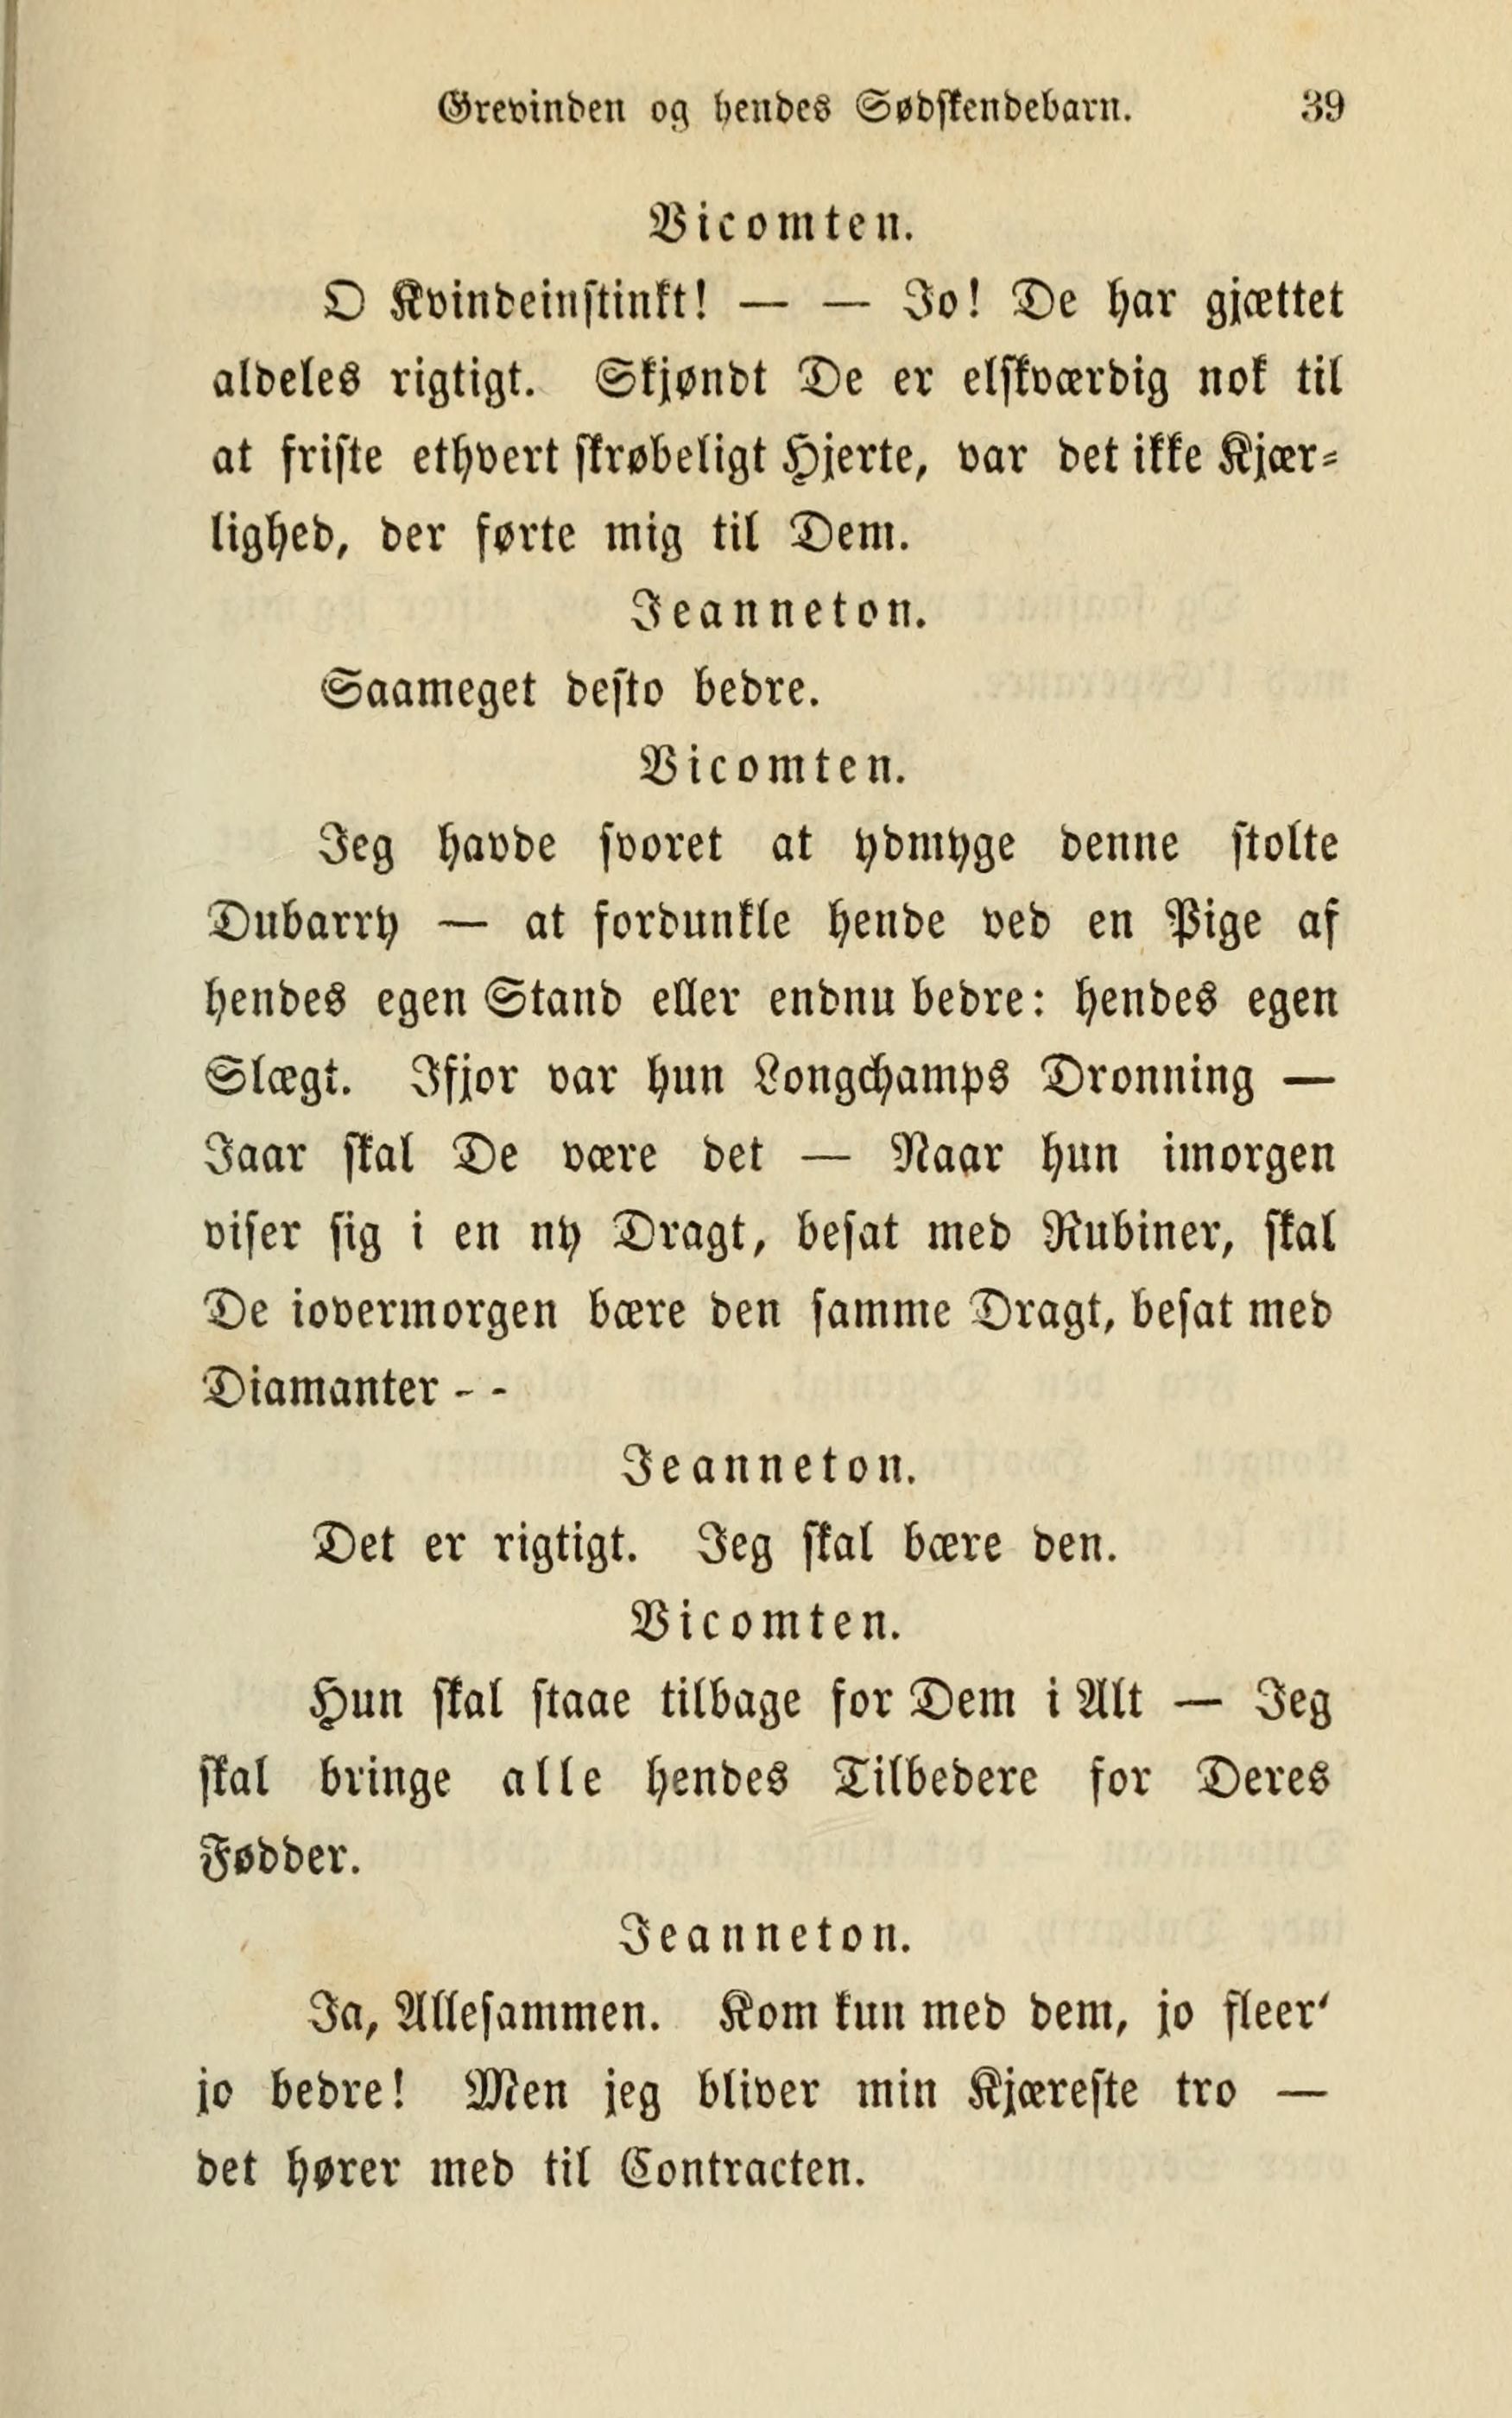 Grevinden og hendes Sødskendebarn. 39
Vicomten.
O Kvindeinstinkt! — — Jo! De har gjættet
aldeles rigtigt. Skjøndt De er elskværdig nok til
at friste ethvert skrøbeligt Hjerte, var det ikke Kjær-
lighed, der førte mig til Dem.
Jeanneton.
Saameget desto bedre.
Vicomten.
Jeg havde svoret at ydmyge denne stolte
Dubarry — at fordunkle hende ved en Pige af
hendes egen Stand eller endnu bedre: hendes egen
Slægt. Ifjor var hun Longchamps Dronning —
Iaar skal De være det — Naar hun imorgen
viser sig i en ny Dragt, besat med Rubiner, skal
De iovermorgen bære den samme Dragt, besat med
Diamanter - -
Jeanneton.
Det er rigtigt. Jeg skal bære den.
Vicomten.
Hun skal staae tilbage for Dem i Alt — Jeg
skal bringe alle hendes Tilbedere for Deres
Fødder.
Jeanneton.
Ja, Allesammen. Kom kun med dem, jo fleer'
jo bedre! Men jeg bliver min Kjæreste tro —
det hører med til Contracten.